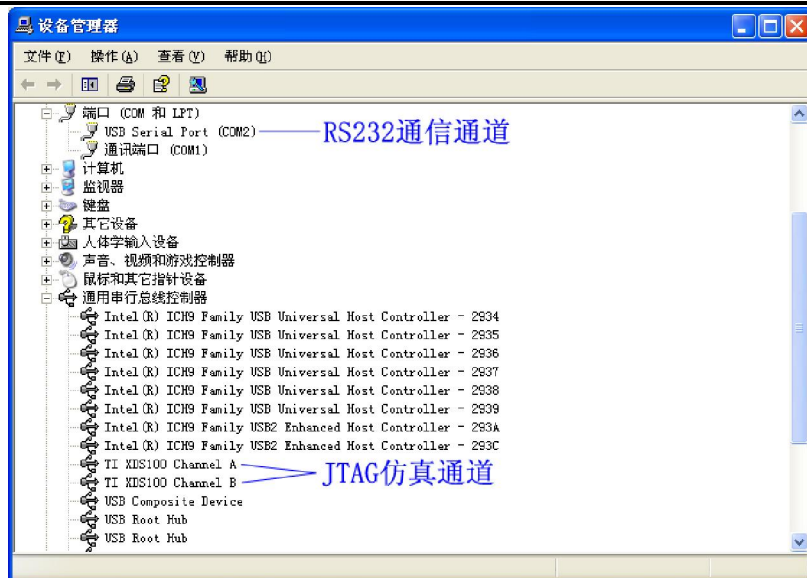 设备管理器
文件(F) 操作(A) 查看(V) 帮助(H)
端口 (COM 和 LPT)
USB Serial Port (COM2) RS232通信通道
通讯端口 (COM1)
计算机
监视器
键盘
其它设备
人体学输入设备
声音、视频和游戏控制器
鼠标和其它指针设备
通用串行总线控制器
Intel(R) ICH9 Family USB Universal Host Controller - 2934
Intel(R) ICH9 Family USB Universal Host Controller - 2935
Intel(R) ICH9 Family USB Universal Host Controller - 2936
Intel(R) ICH9 Family USB Universal Host Controller - 2937
Intel(R) ICH9 Family USB Universal Host Controller - 2938
Intel(R) ICH9 Family USB Universal Host Controller - 2939
Intel(R) ICH9 Family USB2 Enhanced Host Controller - 293A
Intel(R) ICH9 Family USB2 Enhanced Host Controller - 293C
TI XDS100 Channel A
JTAG仿真通道
TI XDS100 Channel B
USB Composite Device
USB Root Hub
USB Root Hub